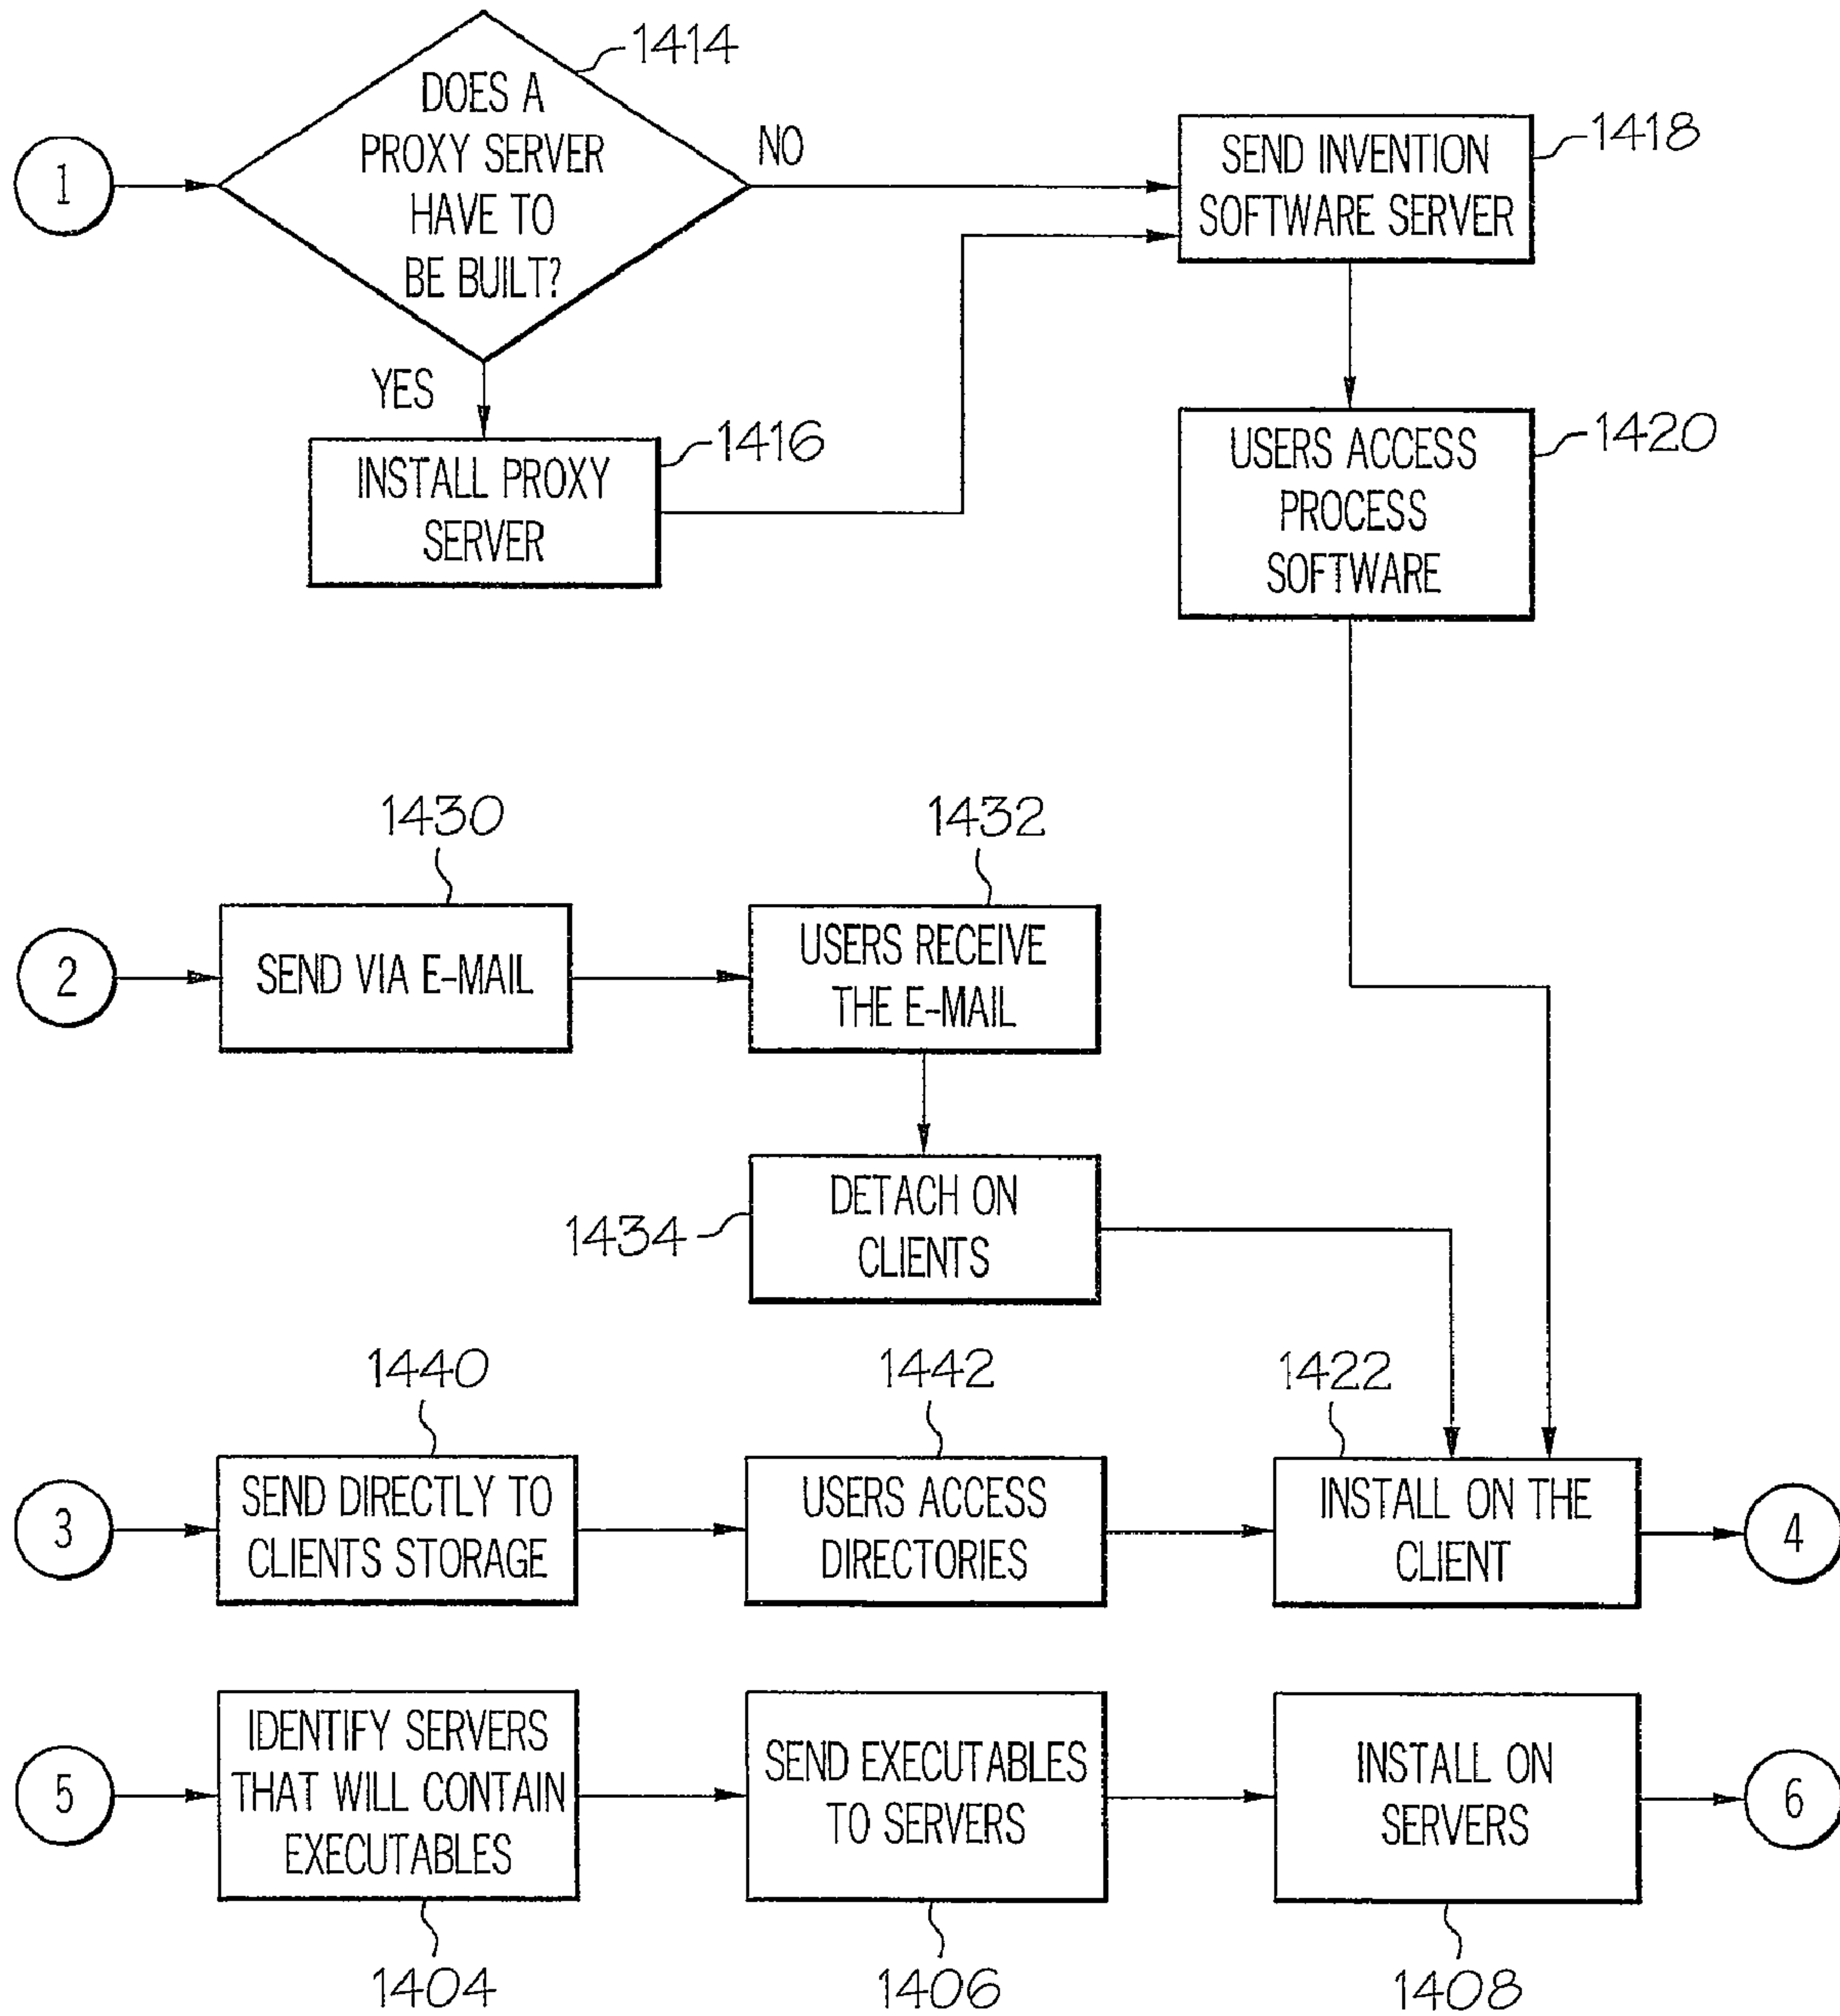 1414
DOES A
PROXY SERVER
HAVE TO
BE BUILT?
1
NO
YES
1416
INSTALL PROXY
SERVER
1418
SEND INVENTION
SOFTWARE SERVER
1420
USERS ACCESS
PROCESS
SOFTWARE
1430
1432
2
SEND VIA E-MAIL
USERS RECEIVE
THE E-MAIL
1434
DETACH ON
CLIENTS
1440
1442
1422
3
SEND DIRECTLY TO
CLIENTS STORAGE
USERS ACCESS
DIRECTORIES
INSTALL ON THE
CLIENT
4
5
IDENTIFY SERVERS
THAT WILL CONTAIN
EXECUTABLES
SEND EXECUTABLES
TO SERVERS
INSTALL ON
SERVERS
6
1404
1406
1408